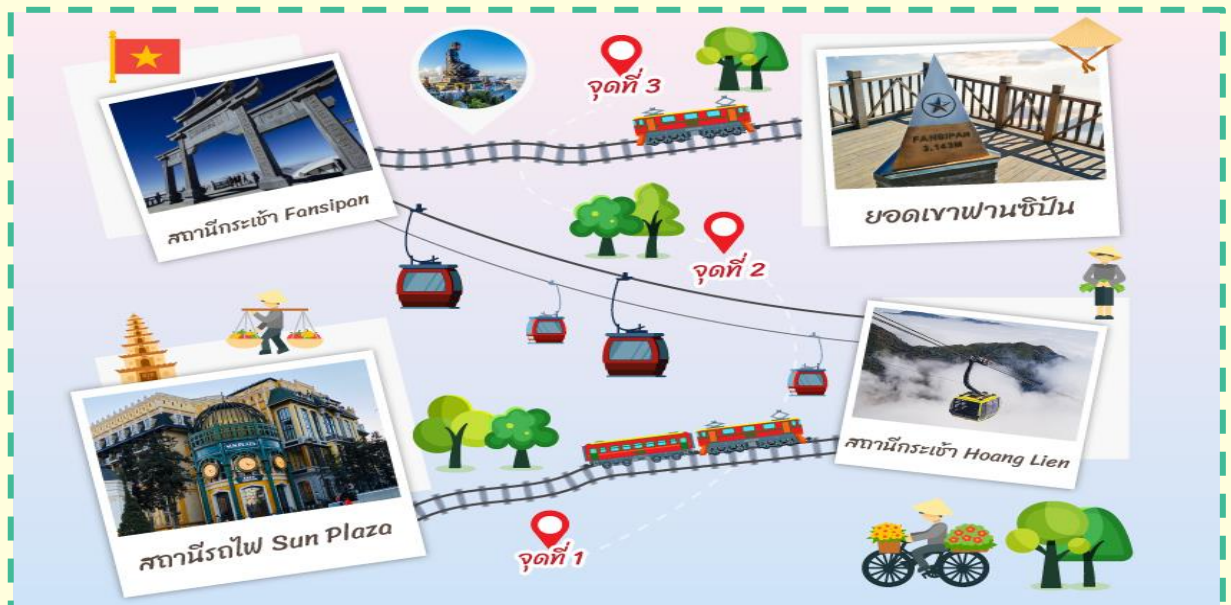 จุดที่ 3
สถานีกระเช้า Fansipan
FANSIPAN
3.143M
ยอดเขาฟานซิปัน
จุดที่ 2
สถานีรถไฟ Sun Plaza
สถานีกระเช้า Hoang Lien
จุดที่ 1